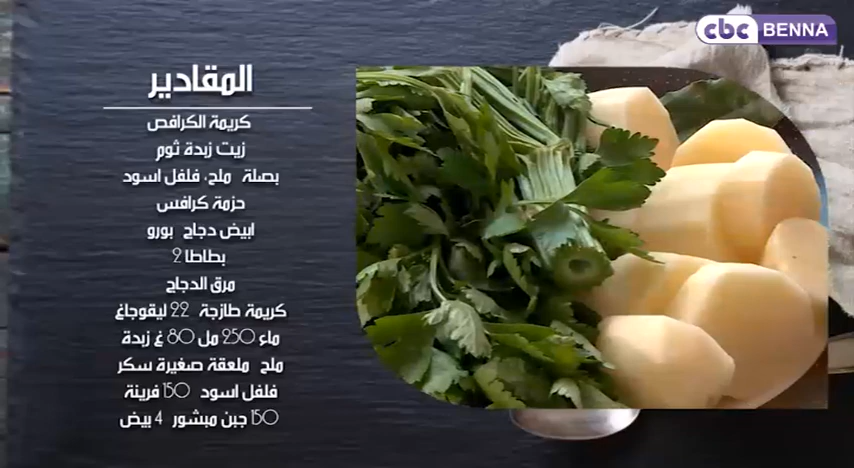 cbc BENNA
المقادير
كريمة الكرافص
زيت زبدة ثوم
بصلة ملح، فلفل اسود
حزمة كرافس
ابيض دجاج بورو
بطاطا 2
مرق الدجاج
كريمة طازجة 22 ليقوجاغ
ماء 250 مل 80 غ زبدة
ملح ملعقة صغيرة سكر
فلفل اسود 150 فرينة
150 جبن مبشور 4 بيض